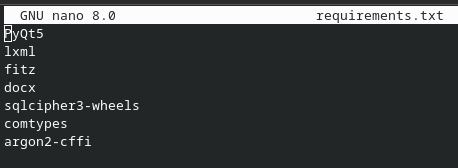 GNU nano 8.0 requirements.txt
PyQt5
lxml
fitz
docx
sqlcipher3-wheels
comtypes
argon2-cffi